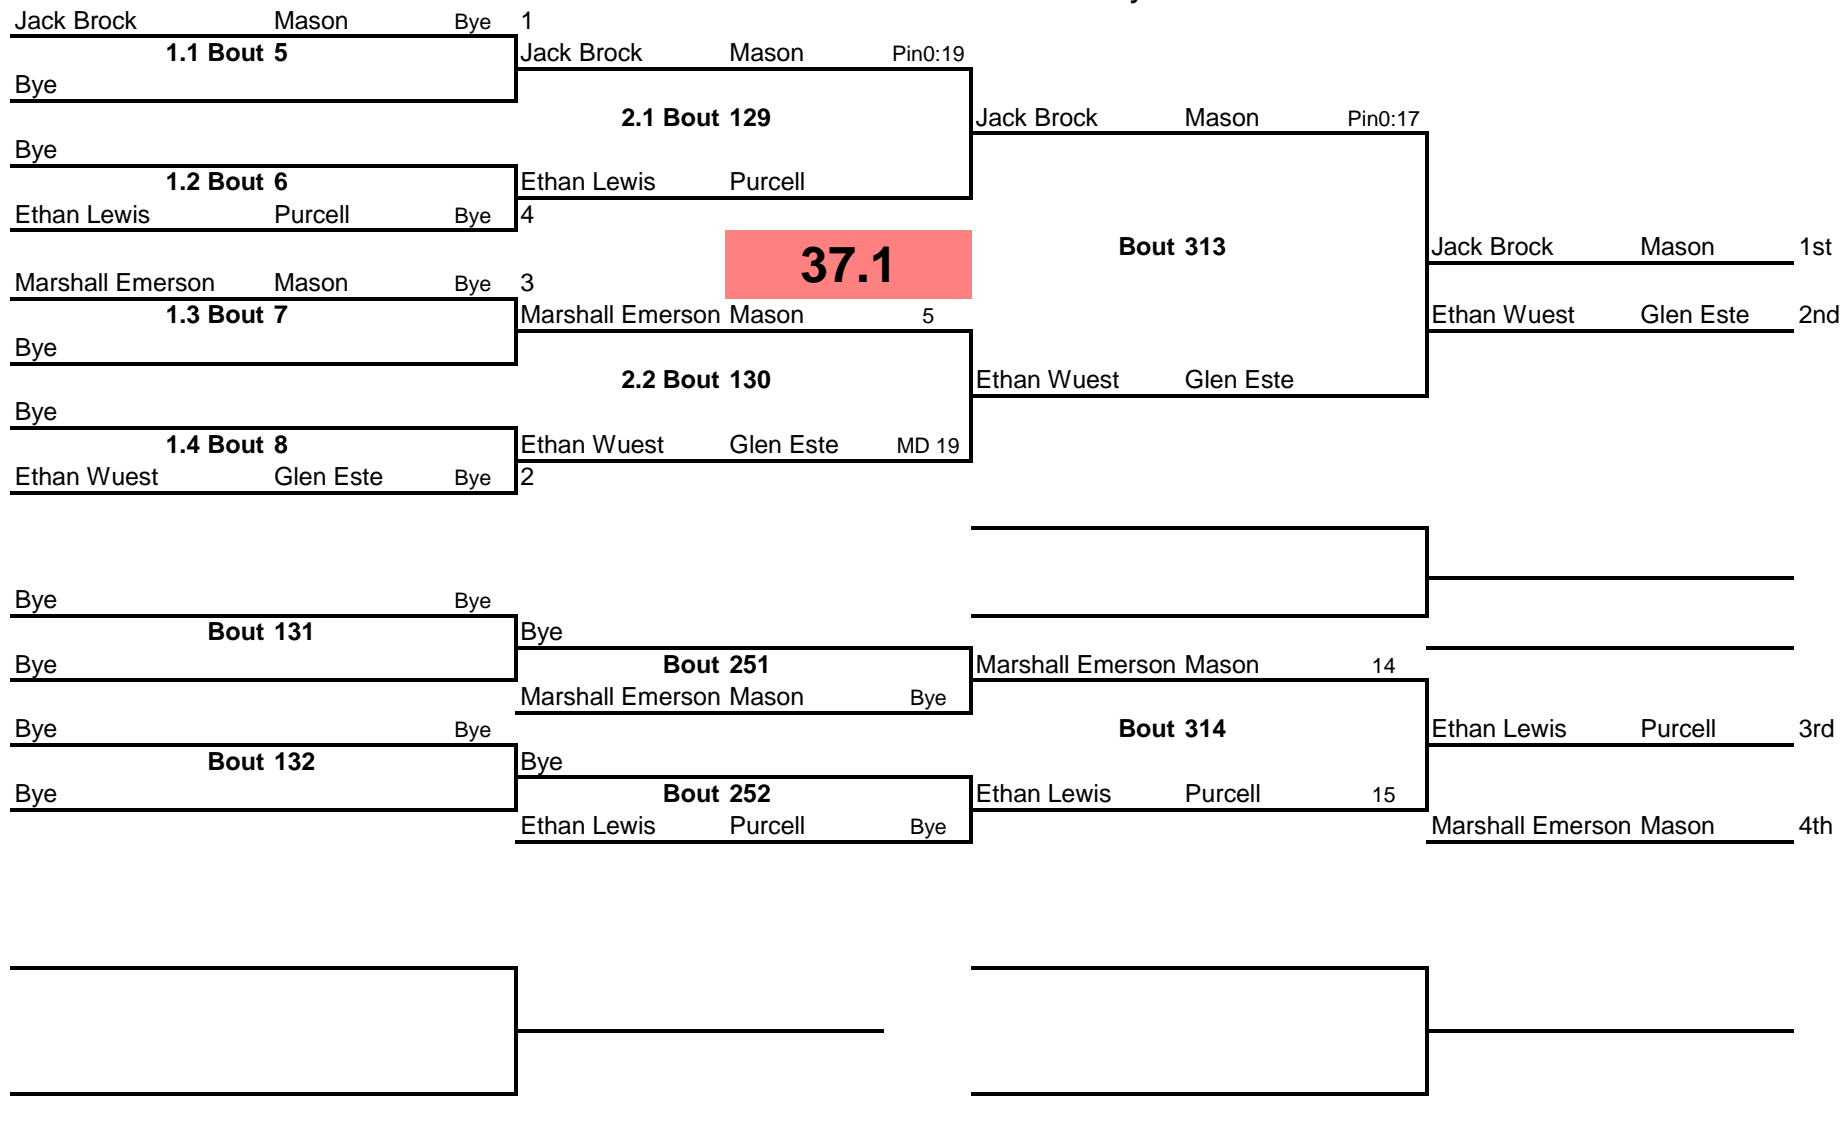 Jack Brock Mason Bye 1
1.1 Bout 5 Jack Brock Mason Pin0:19
Bye
2.1 Bout 129 Jack Brock Mason Pin0:17
Bye
1.2 Bout 6 Ethan Lewis Purcell
Ethan Lewis Purcell Bye 4
37.1 Bout 313 Jack Brock Mason 1st
Marshall Emerson Mason Bye 3
1.3 Bout 7 Marshall Emerson Mason 5 Ethan Wuest Glen Este 2nd
Bye
2.2 Bout 130 Ethan Wuest Glen Este
Bye
1.4 Bout 8 Ethan Wuest Glen Este MD 19
Ethan Wuest Glen Este Bye 2
Bye Bye
Bout 131 Bye
Bye Bout 251 Marshall Emerson Mason 14
Marshall Emerson Mason Bye
Bye Bye Bout 314 Ethan Lewis Purcell 3rd
Bout 132 Bye
Bye Bout 252 Ethan Lewis Purcell 15
Ethan Lewis Purcell Bye Marshall Emerson Mason 4th